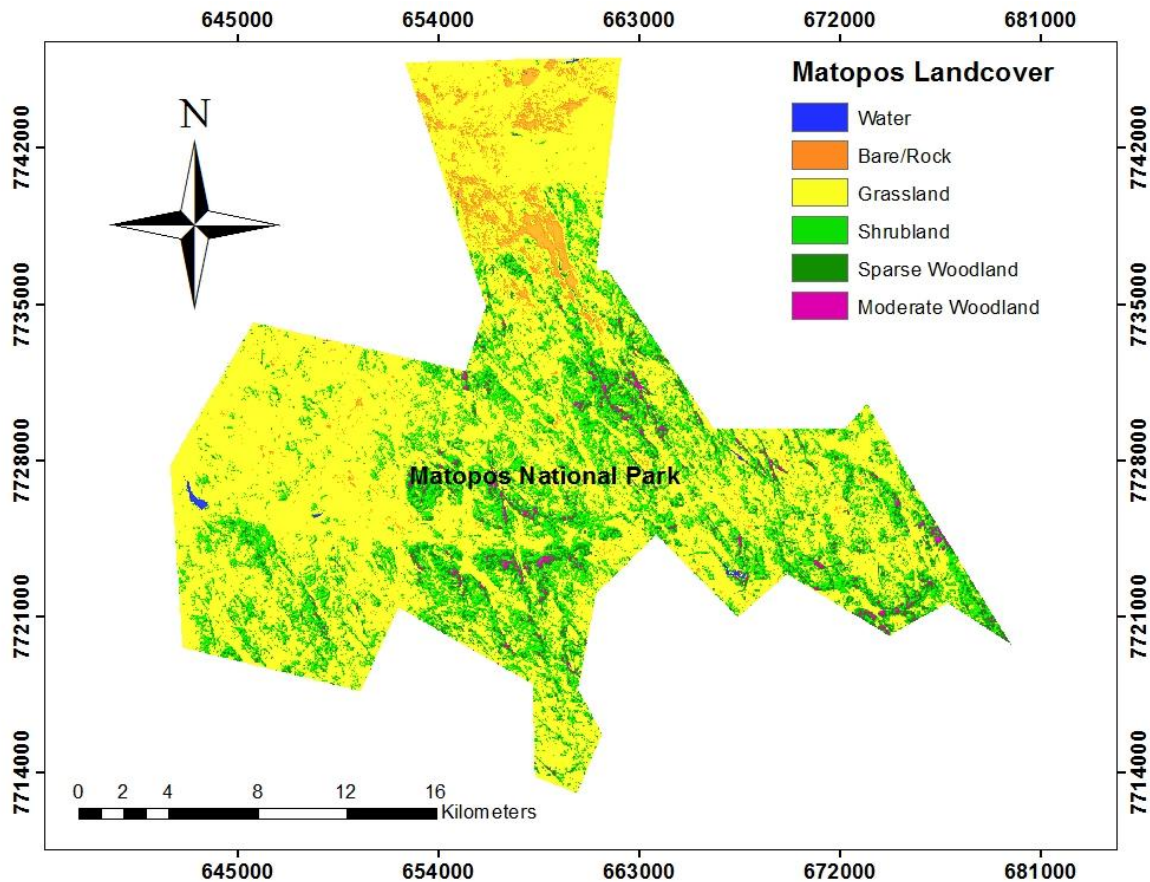 645000 654000 663000 672000 681000
Matopos Landcover
N
Water
Bare/Rock
Grassland
Shrubland
Sparse Woodland
Moderate Woodland
7742000 7742000
7735000 7735000
7728000 7728000
Matopos National Park
7721000 7721000
7714000 7714000
0 2 4 8 12 16
Kilometers
645000 654000 663000 672000 681000